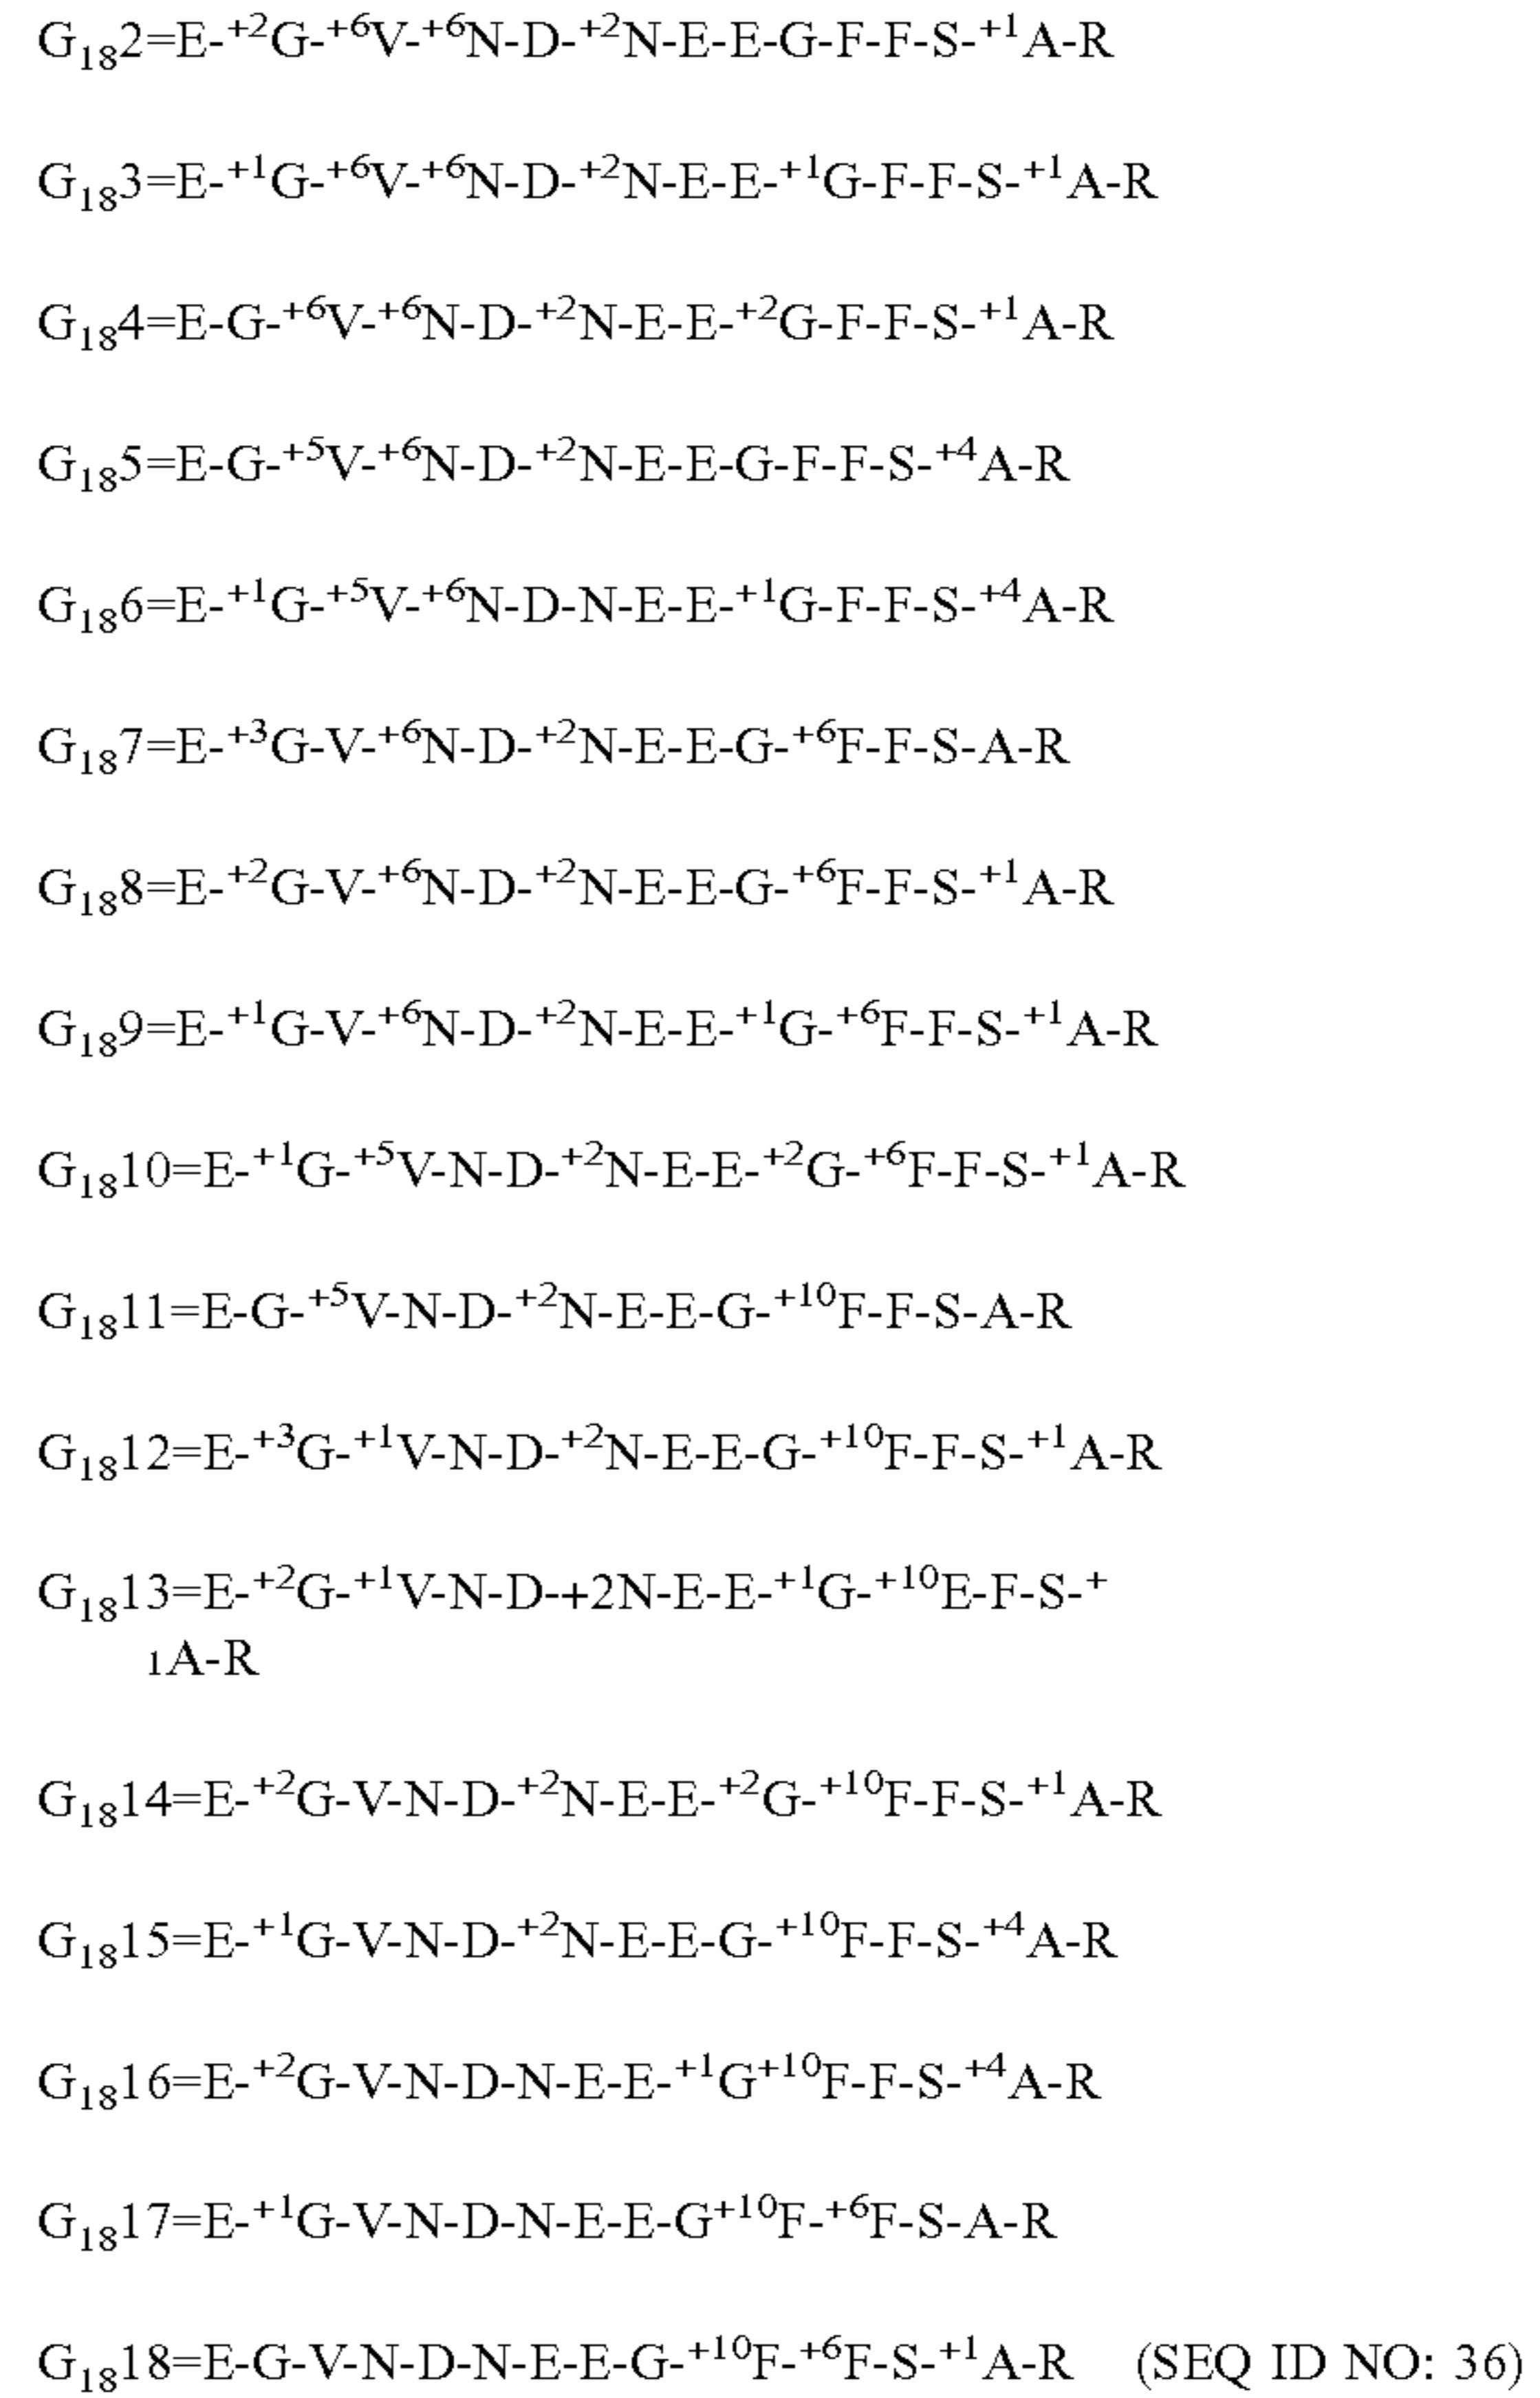 G₁₈2=E-⁺²G-⁺⁶V-⁺⁶N-D-⁺²N-E-E-G-F-F-S-⁺¹A-R
G₁₈3=E-⁺¹G-⁺⁶V-⁺⁶N-D-⁺²N-E-E-⁺¹G-F-F-S-⁺¹A-R
G₁₈4=E-G-⁺⁶V-⁺⁶N-D-⁺²N-E-E-⁺²G-F-F-S-⁺¹A-R
G₁₈5=E-G-⁺⁵V-⁺⁶N-D-⁺²N-E-E-G-F-F-S-⁺⁴A-R
G₁₈6=E-⁺¹G-⁺⁵V-⁺⁶N-D-N-E-E-⁺¹G-F-F-S-⁺⁴A-R
G₁₈7=E-⁺³G-V-⁺⁶N-D-⁺²N-E-E-G-⁺⁶F-F-S-A-R
G₁₈8=E-⁺²G-V-⁺⁶N-D-⁺²N-E-E-G-⁺⁶F-F-S-⁺¹A-R
G₁₈9=E-⁺¹G-V-⁺⁶N-D-⁺²N-E-E-⁺¹G-⁺⁶F-F-S-⁺¹A-R
G₁₈10=E-⁺¹G-⁺⁵V-N-D-⁺²N-E-E-⁺²G-⁺⁶F-F-S-⁺¹A-R
G₁₈11=E-G-⁺⁵V-N-D-⁺²N-E-E-G-⁺¹⁰F-F-S-A-R
G₁₈12=E-⁺³G-⁺¹V-N-D-⁺²N-E-E-G-⁺¹⁰F-F-S-⁺¹A-R
G₁₈13=E-⁺²G-⁺¹V-N-D-+2N-E-E-⁺¹G-⁺¹⁰E-F-S-⁺
₁A-R
G₁₈14=E-⁺²G-V-N-D-⁺²N-E-E-⁺²G-⁺¹⁰F-F-S-⁺¹A-R
G₁₈15=E-⁺¹G-V-N-D-⁺²N-E-E-G-⁺¹⁰F-F-S-⁺⁴A-R
G₁₈16=E-⁺²G-V-N-D-N-E-E-⁺¹G⁺¹⁰F-F-S-⁺⁴A-R
G₁₈17=E-⁺¹G-V-N-D-N-E-E-G⁺¹⁰F-⁺⁶F-S-A-R
G₁₈18=E-G-V-N-D-N-E-E-G-⁺¹⁰F-⁺⁶F-S-⁺¹A-R (SEQ ID NO: 36)